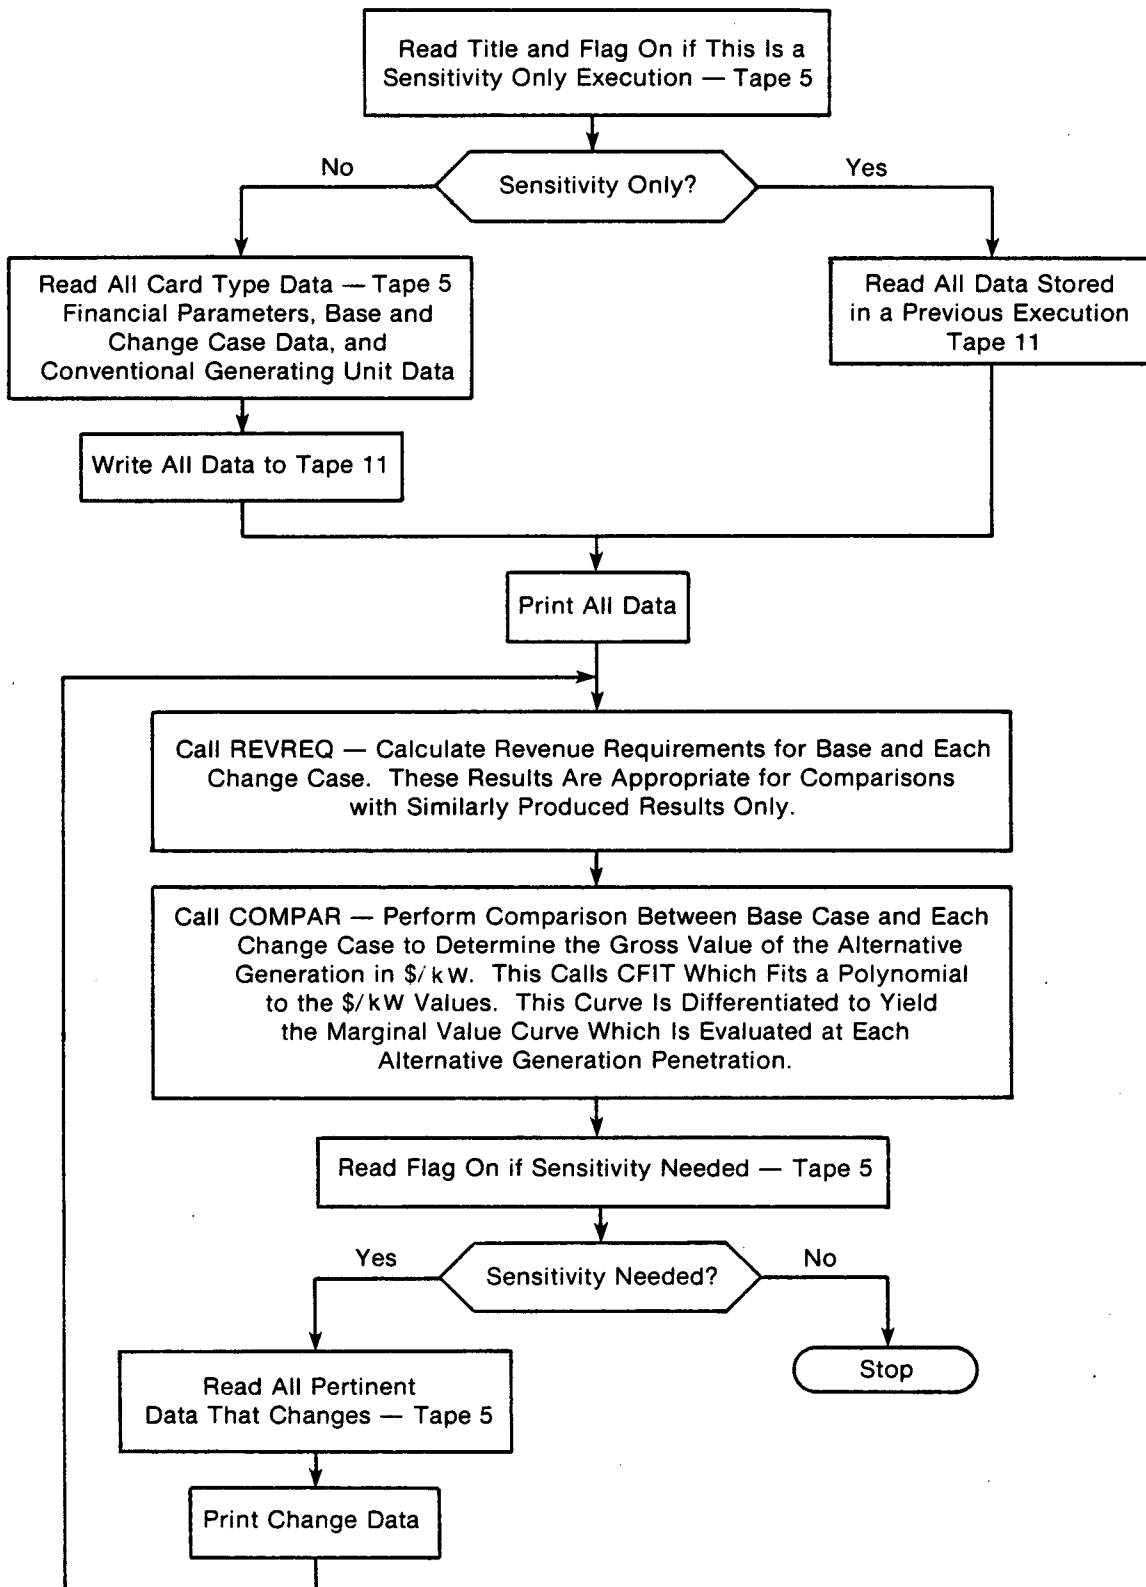 Read Title and Flag On if This Is a
Sensitivity Only Execution — Tape 5
No
Sensitivity Only?
Yes
Read All Card Type Data — Tape 5
Financial Parameters, Base and
Change Case Data, and
Conventional Generating Unit Data
Read All Data Stored
in a Previous Execution
Tape 11
Write All Data to Tape 11
Print All Data
Call REVREQ — Calculate Revenue Requirements for Base and Each
Change Case. These Results Are Appropriate for Comparisons
with Similarly Produced Results Only.
Call COMPAR — Perform Comparison Between Base Case and Each
Change Case to Determine the Gross Value of the Alternative
Generation in $/kW. This Calls CFIT Which Fits a Polynomial
to the $/kW Values. This Curve Is Differentiated to Yield
the Marginal Value Curve Which Is Evaluated at Each
Alternative Generation Penetration.
Read Flag On if Sensitivity Needed — Tape 5
Yes
Sensitivity Needed?
No
Stop
Read All Pertinent
Data That Changes — Tape 5
Print Change Data